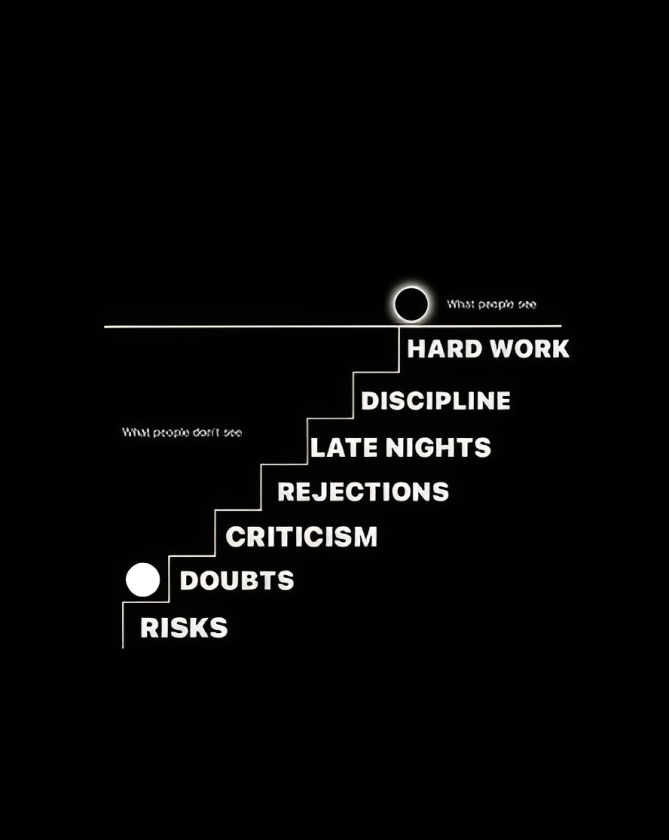 What people see
HARD WORK
DISCIPLINE
What people don't see
LATE NIGHTS
REJECTIONS
CRITICISM
DOUBTS
RISKS